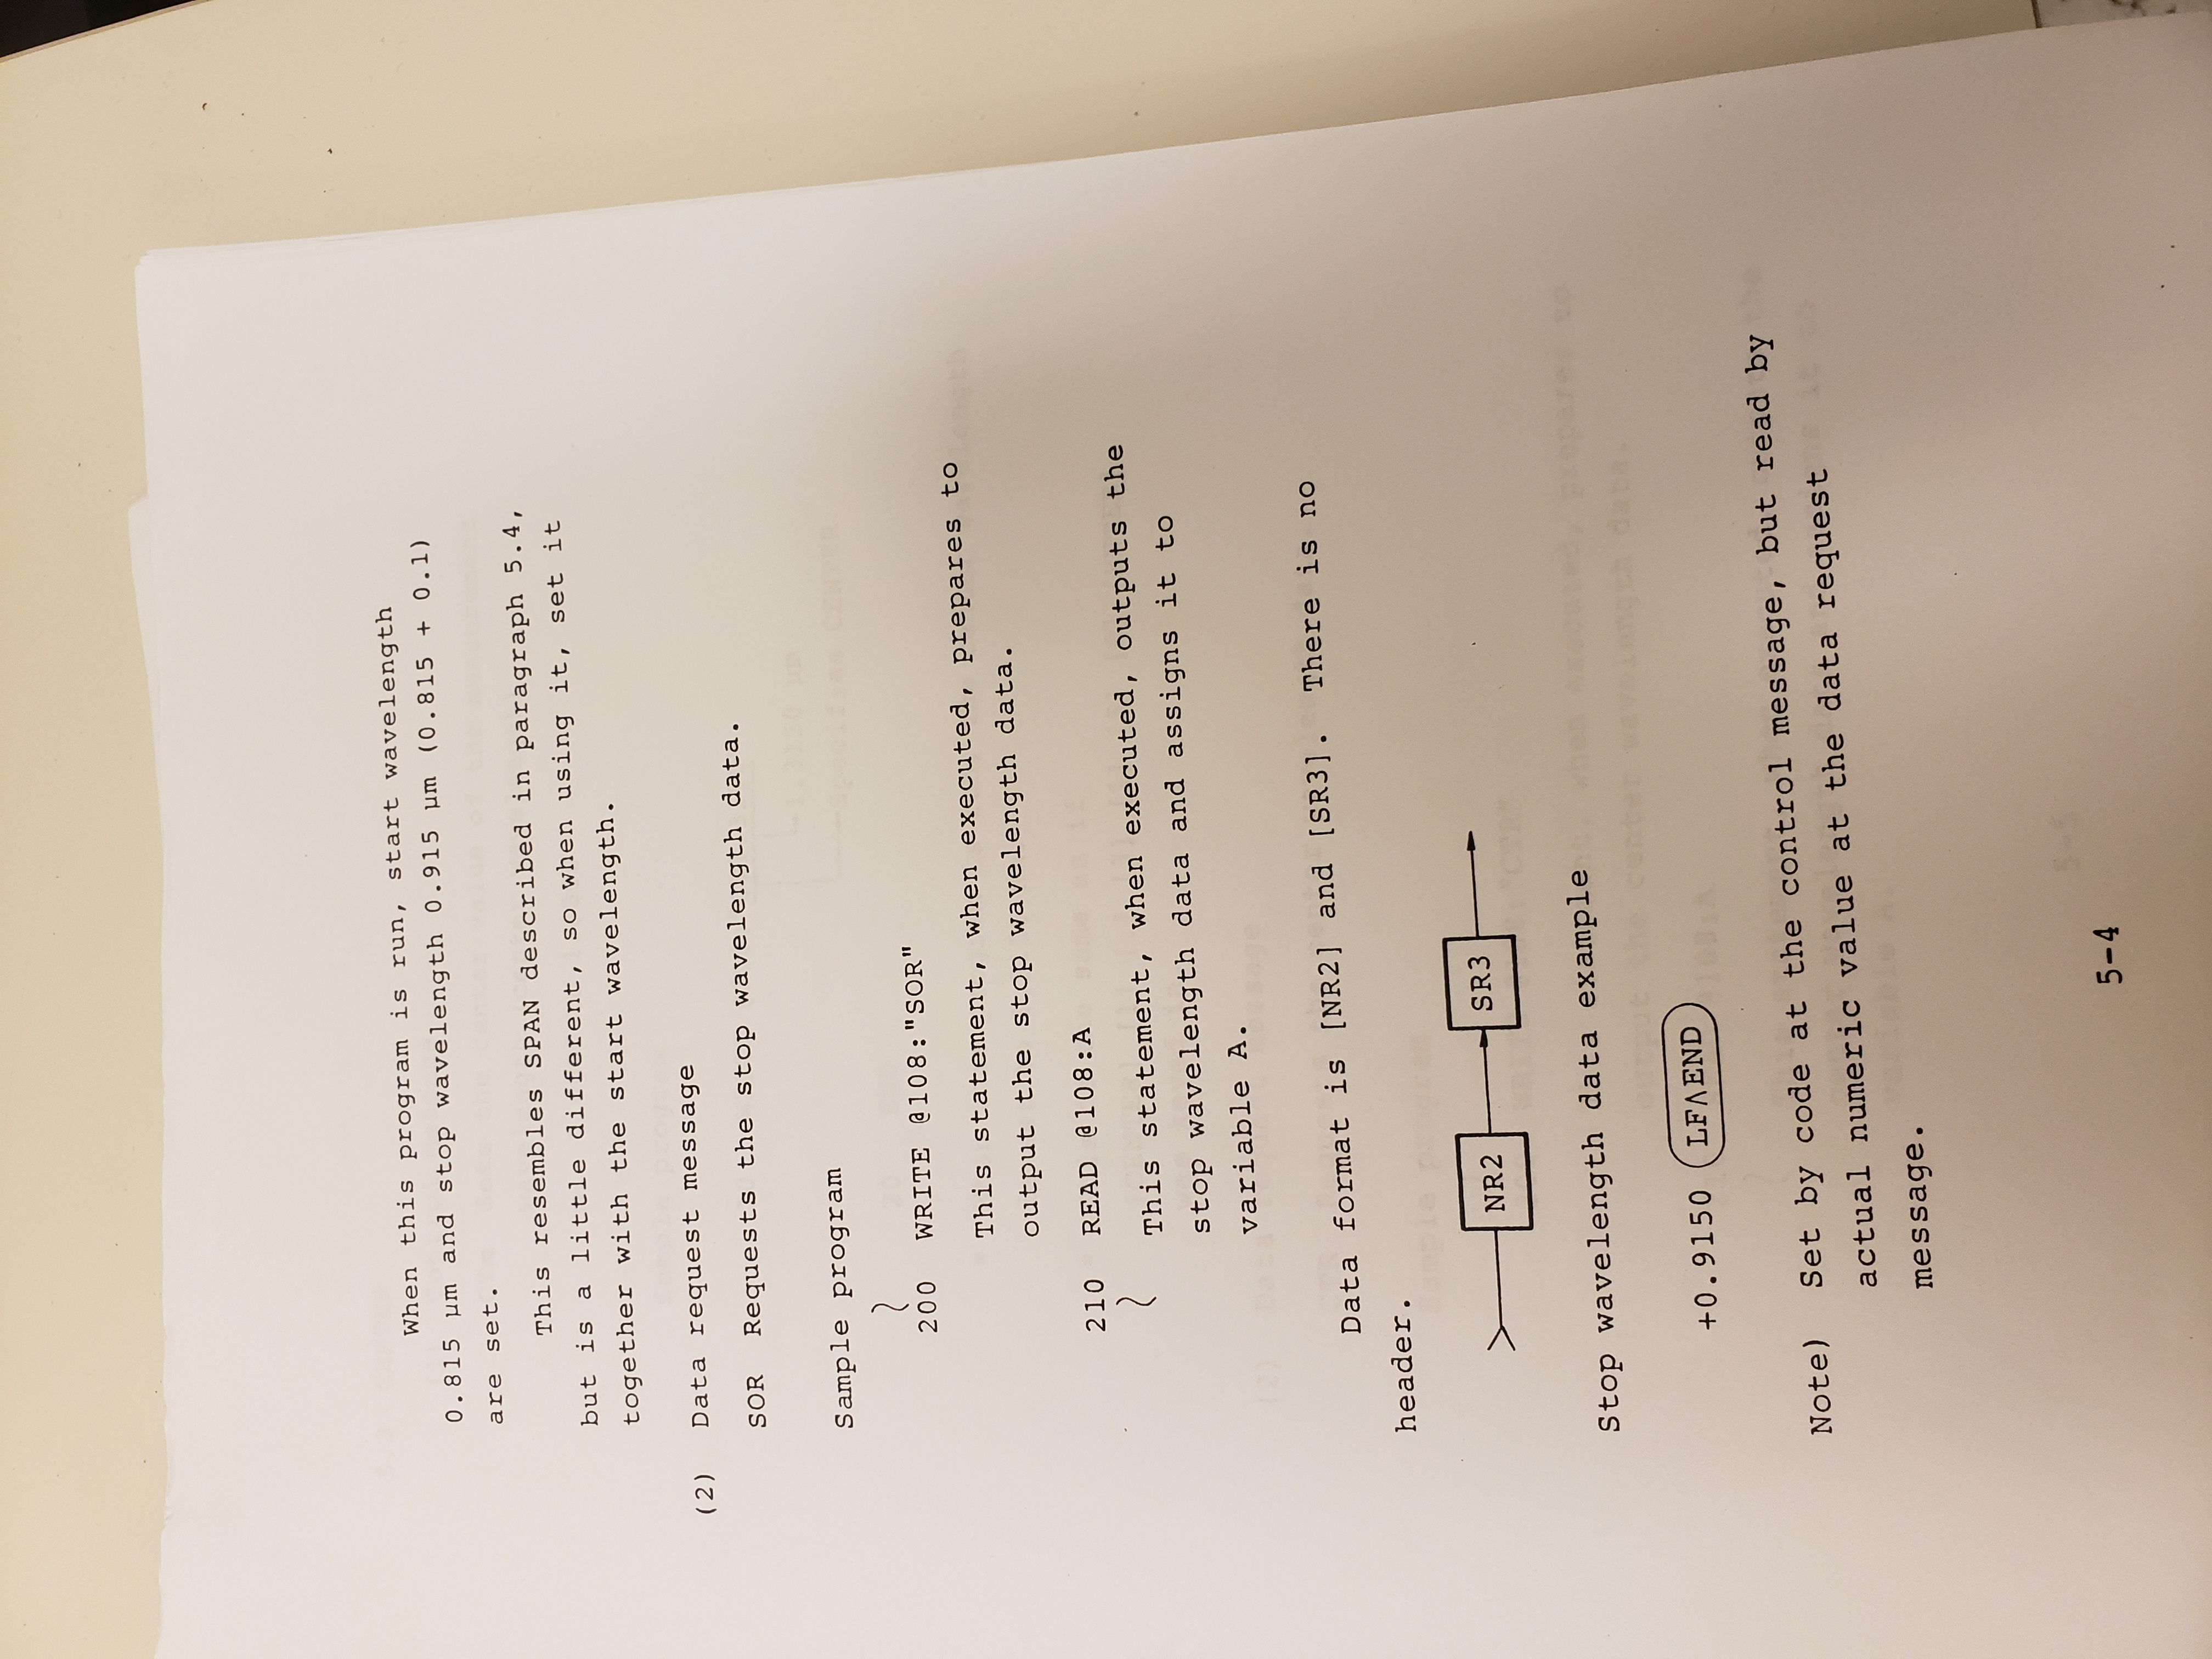 When this program is run, start wavelength
0.815 µm and stop wavelength 0.915 µm (0.815 + 0.1)
are set.
This resembles SPAN described in paragraph 5.4,
but is a little different, so when using it, set it
together with the start wavelength.
(2) Data request message
SOR Requests the stop wavelength data.
Sample program
200 WRITE @108:"SOR"
This statement, when executed, prepares to
output the stop wavelength data.
210 READ @108:A
This statement, when executed, outputs the
stop wavelength data and assigns it to
variable A.
Data format is [NR2] and [SR3]. There is no
header.
NR2 SR3
Stop wavelength data example
+0.9150 LF∧END
Note) Set by code at the control message, but read by
actual numeric value at the data request
message.
5-4